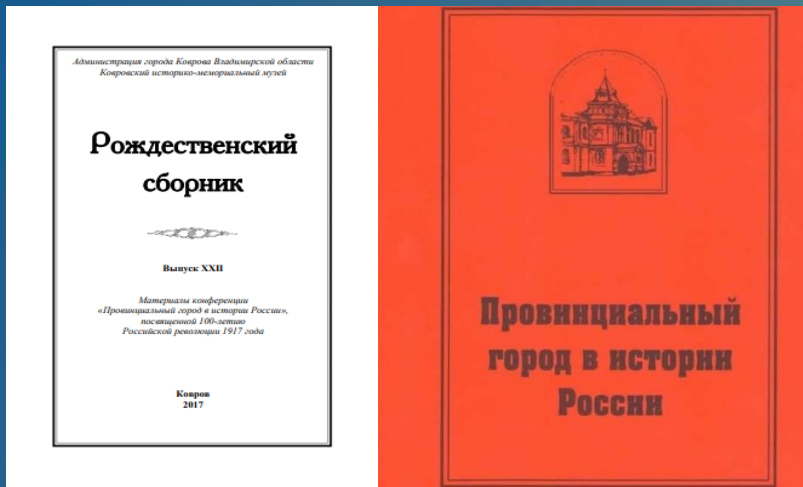 Администрация города Коврова Владимирской области
Ковровский историко-мемориальный музей
Рождественский
сборник
Выпуск XXII
Материалы конференции
«Провинциальный город в истории России»,
посвященной 100-летию
Российской революции 1917 года
Ковров
2017
Провинциальный
город в истории
России